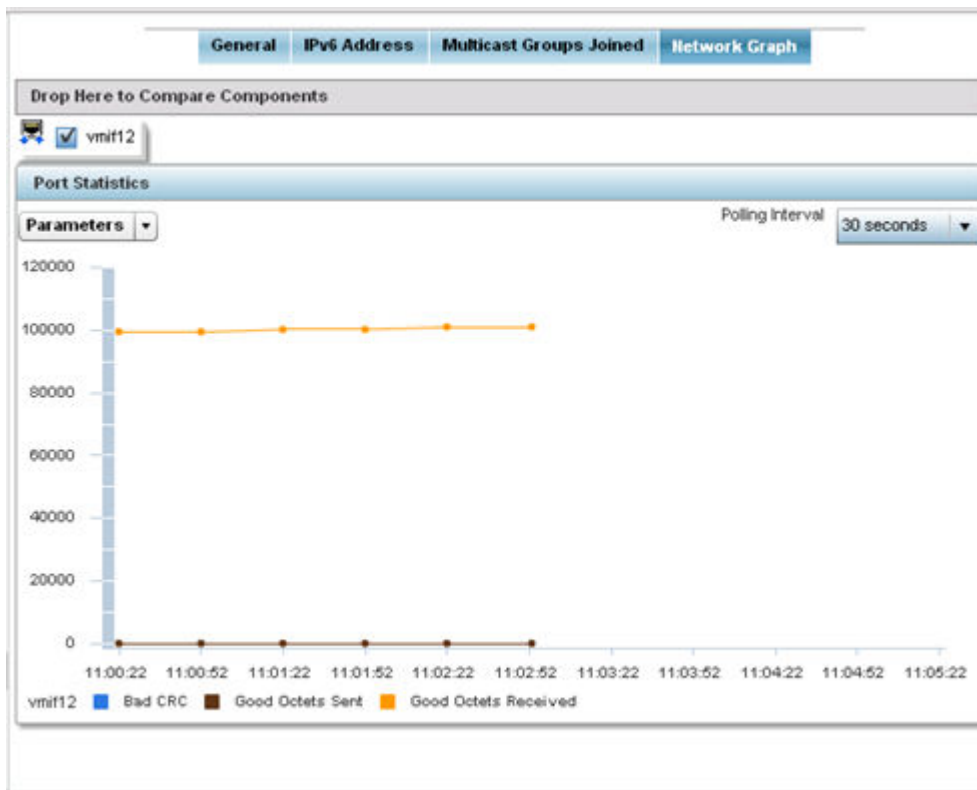 General IPv6 Address Multicast Groups Joined Network Graph
Drop Here to Compare Components
vmif12
Port Statistics
Parameters Polling Interval 30 seconds
120000
100000
80000
60000
40000
20000
0
11:00:22 11:00:52 11:01:22 11:01:52 11:02:22 11:02:52 11:03:22 11:03:52 11:04:22 11:04:52 11:05:22
vmif12 Bad CRC Good Octets Sent Good Octets Received